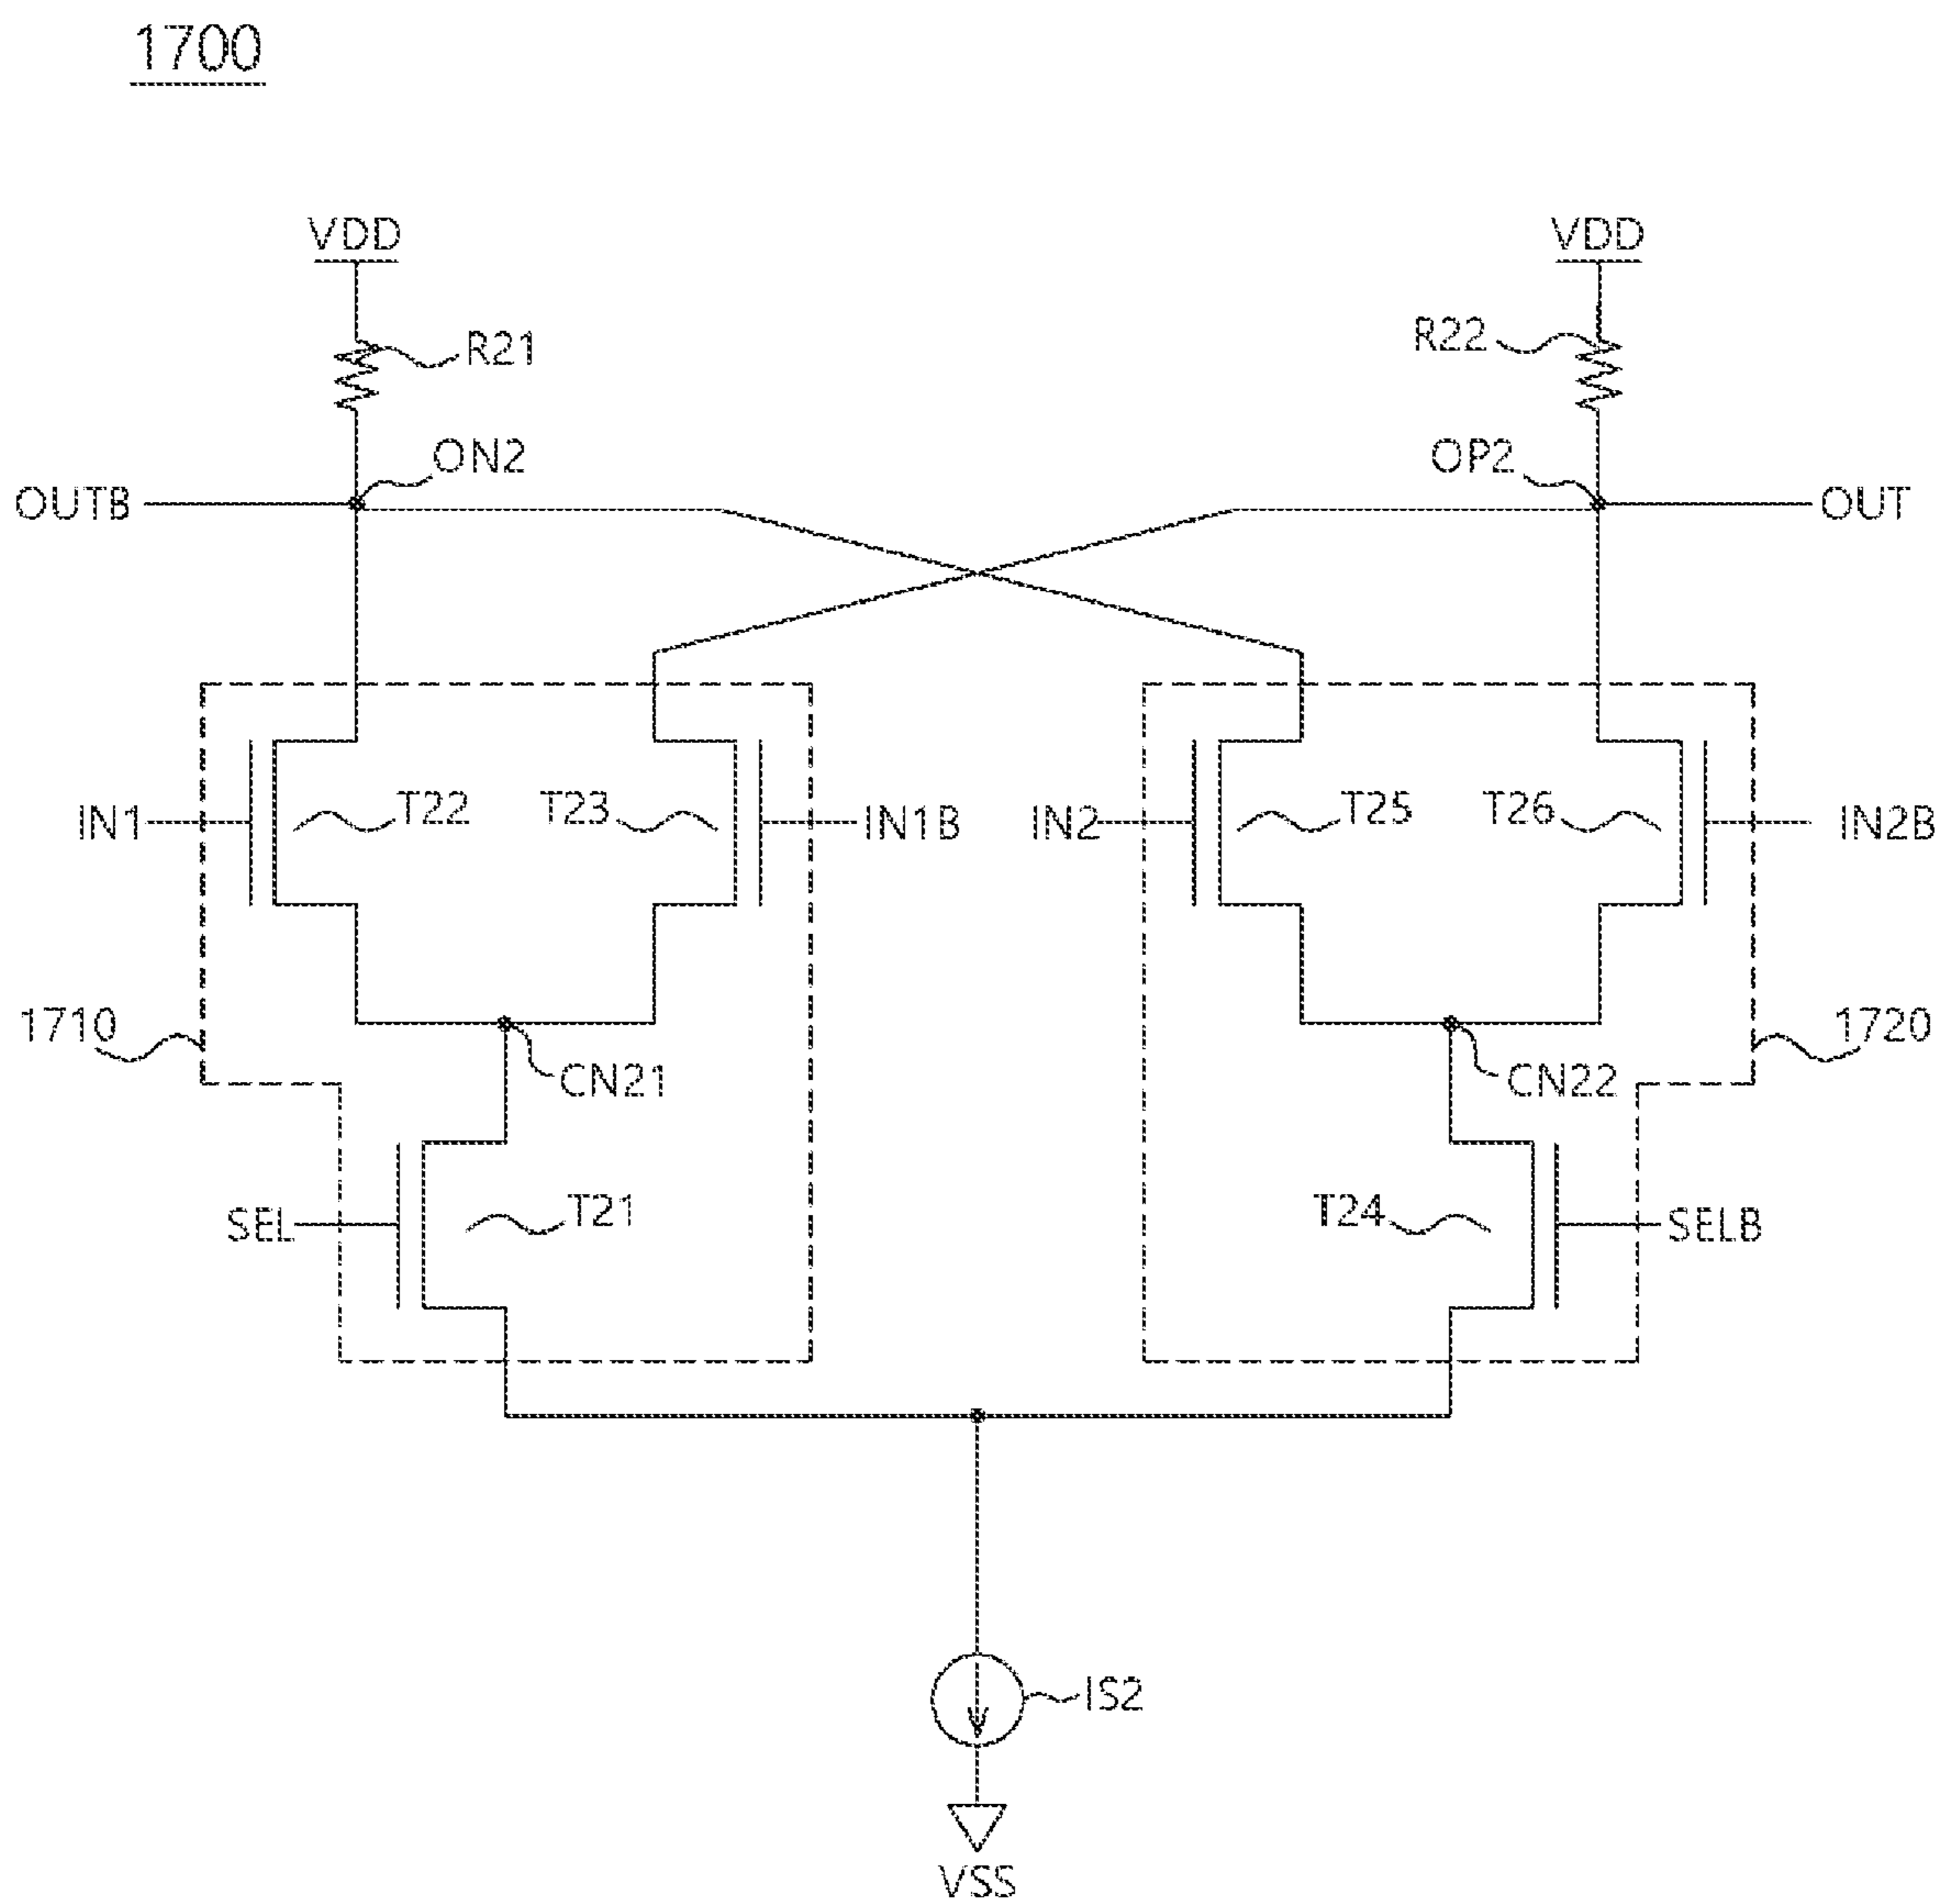 1700
VDD
VDD
R21
R22
ON2
OP2
OUTB
OUT
IN1
T22
T23
IN1B
IN2
T25
T26
IN2B
1710
CN21
CN22
1720
SEL
T21
T24
SELB
IS2
VSS